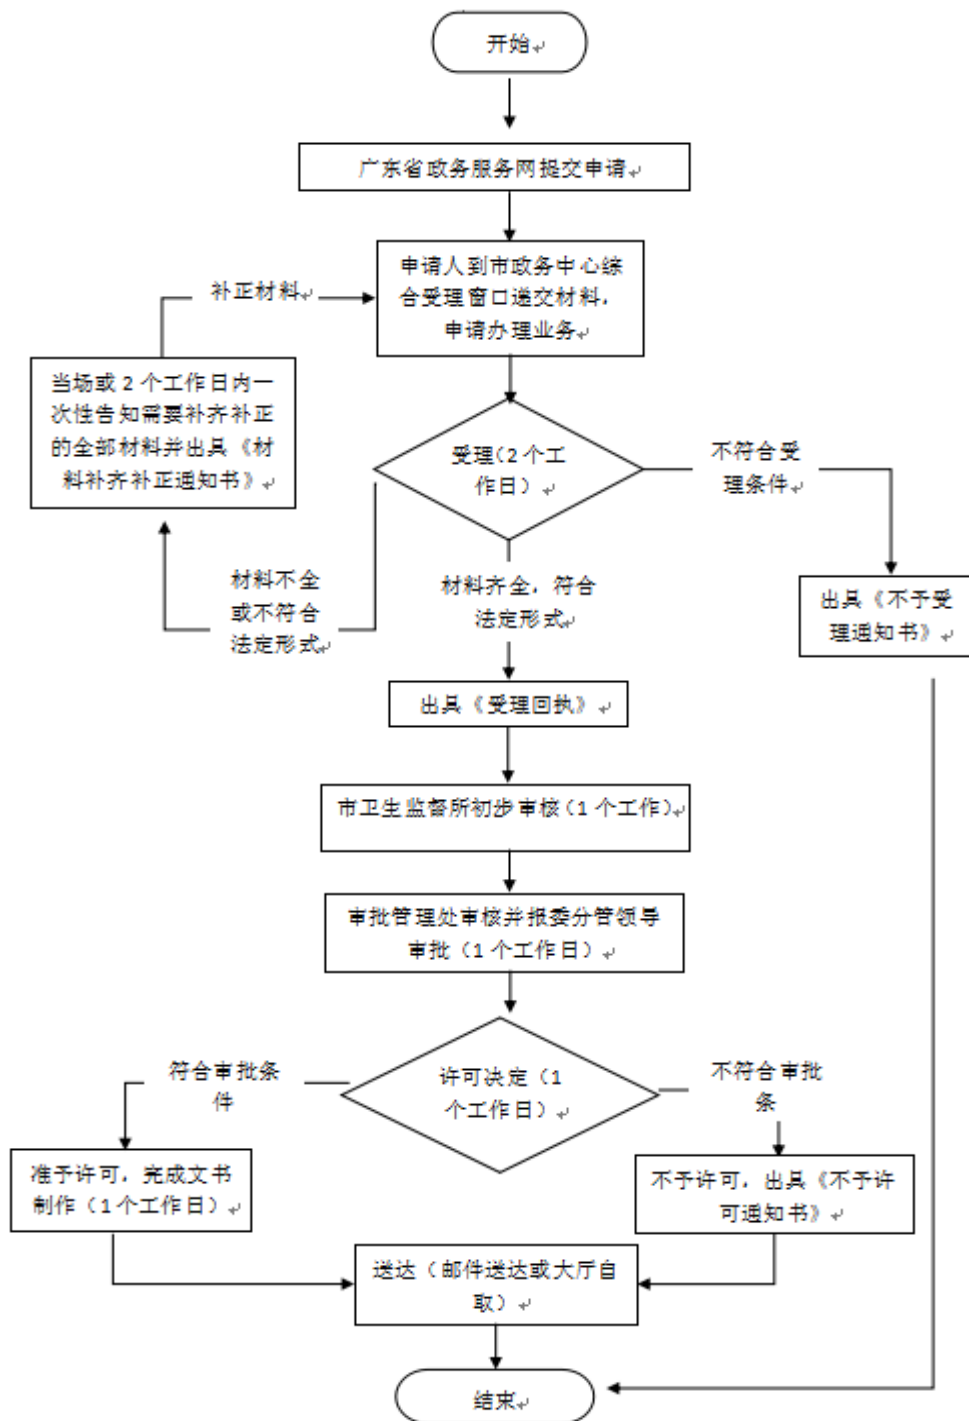 开始
广东省政务服务网提交申请
申请人到市政务中心综
合受理窗口递交材料，
申请办理业务
补正材料
当场或2个工作日内一
次性告知需要补齐补正
的全部材料并出具《材
料补齐补正通知书》
受理（2个工
作日）
不符合受
理条件
材料不全
或不符合
法定形式
材料齐全，符合
法定形式
出具《不予受
理通知书》
出具《受理回执》
市卫生监督所初步审核（1个工作）
审批管理处审核并报委分管领导
审批（1个工作日）
符合审批条
件
许可决定（1
个工作日）
不符合审批
条
准予许可，完成文书
制作（1个工作日）
不予许可，出具《不予许
可通知书》
送达（邮件送达或大厅自
取）
结束